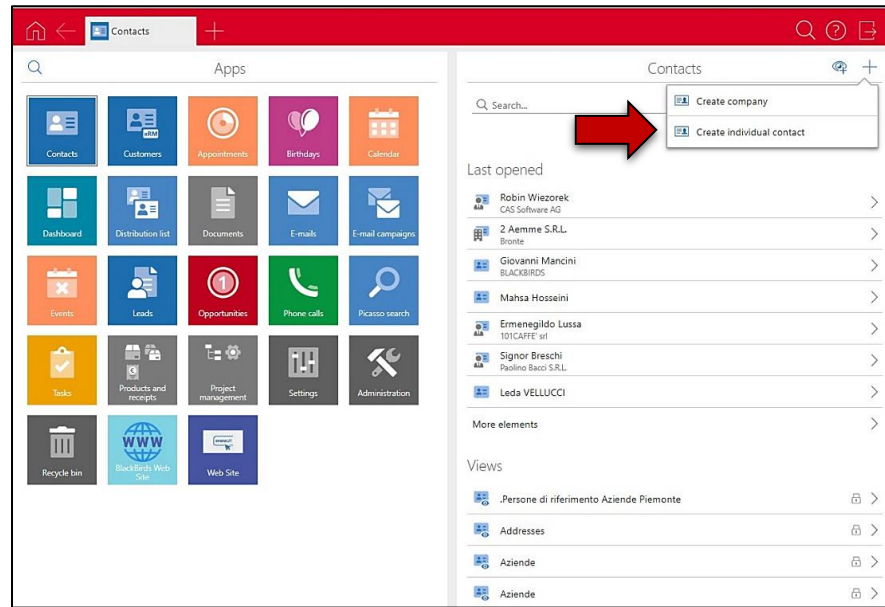 Contacts
Apps
Contacts
Search...
Create company
Create individual contact
Contacts
Customers
eRM
Appointments
Birthdays
Calendar
Dashboard
Distribution list
Documents
E-mails
E-mail campaigns
Events
Leads
1
Opportunities
Phone calls
Picasso search
Tasks
Products and
receipts
Project
management
Settings
Administration
Recycle bin
WWW
BlackBirds Web
Site
Web Site
Last opened
Robin Wiezorek
CAS Software AG
2 Aemme S.R.L.
Bronte
Giovanni Mancini
BLACKBIRDS
Mahsa Hosseini
Ermenegildo Lussa
101CAFFE' srl
Signor Breschi
Paolino Bacci S.R.L.
Leda VELLUCCI
More elements
Views
.Persone di riferimento Aziende Piemonte
Addresses
Aziende
Aziende